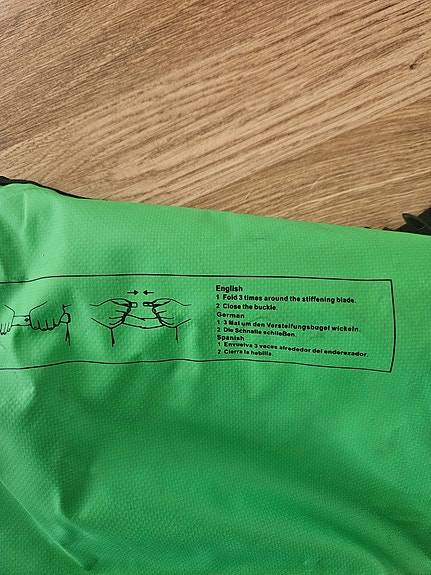 English
1 Fold 3 times around the stiffening blade.
2 Close the buckle.
German
1 3 Mal um den Versteifungsbugel wickeln.
2 Die Schnalle schließen.
Spanish
1 Envuelva 3 veces alrededor del enderezador.
2 Cierra la hebilla.